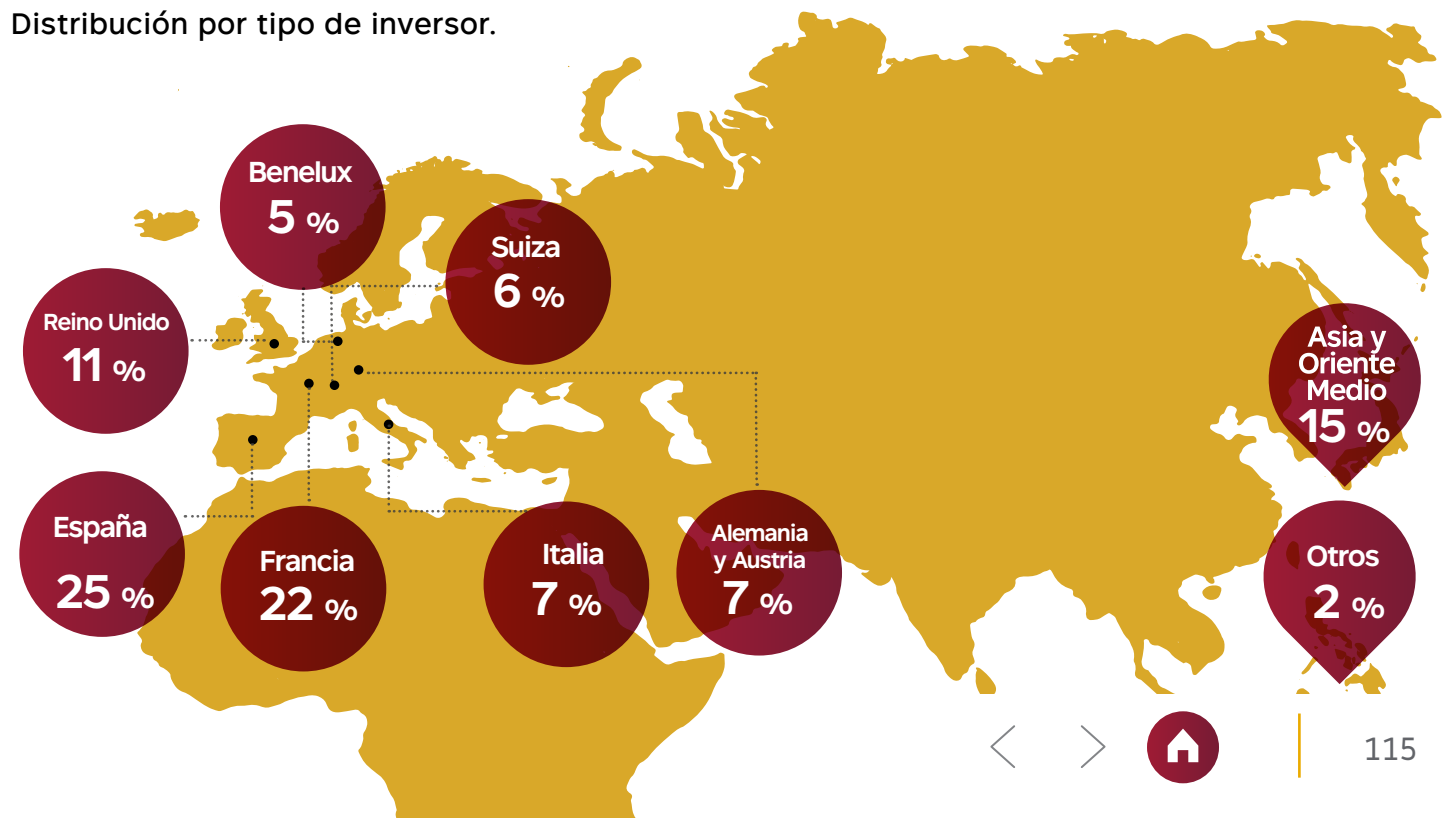 Distribución por tipo de inversor.
Benelux
5 %
Suiza
6 %
Reino Unido
11 %
Asia y
Oriente
Medio
15 %
España
25 %
Francia
22 %
Italia
7 %
Alemania
y Austria
7 %
Otros
2 %
115